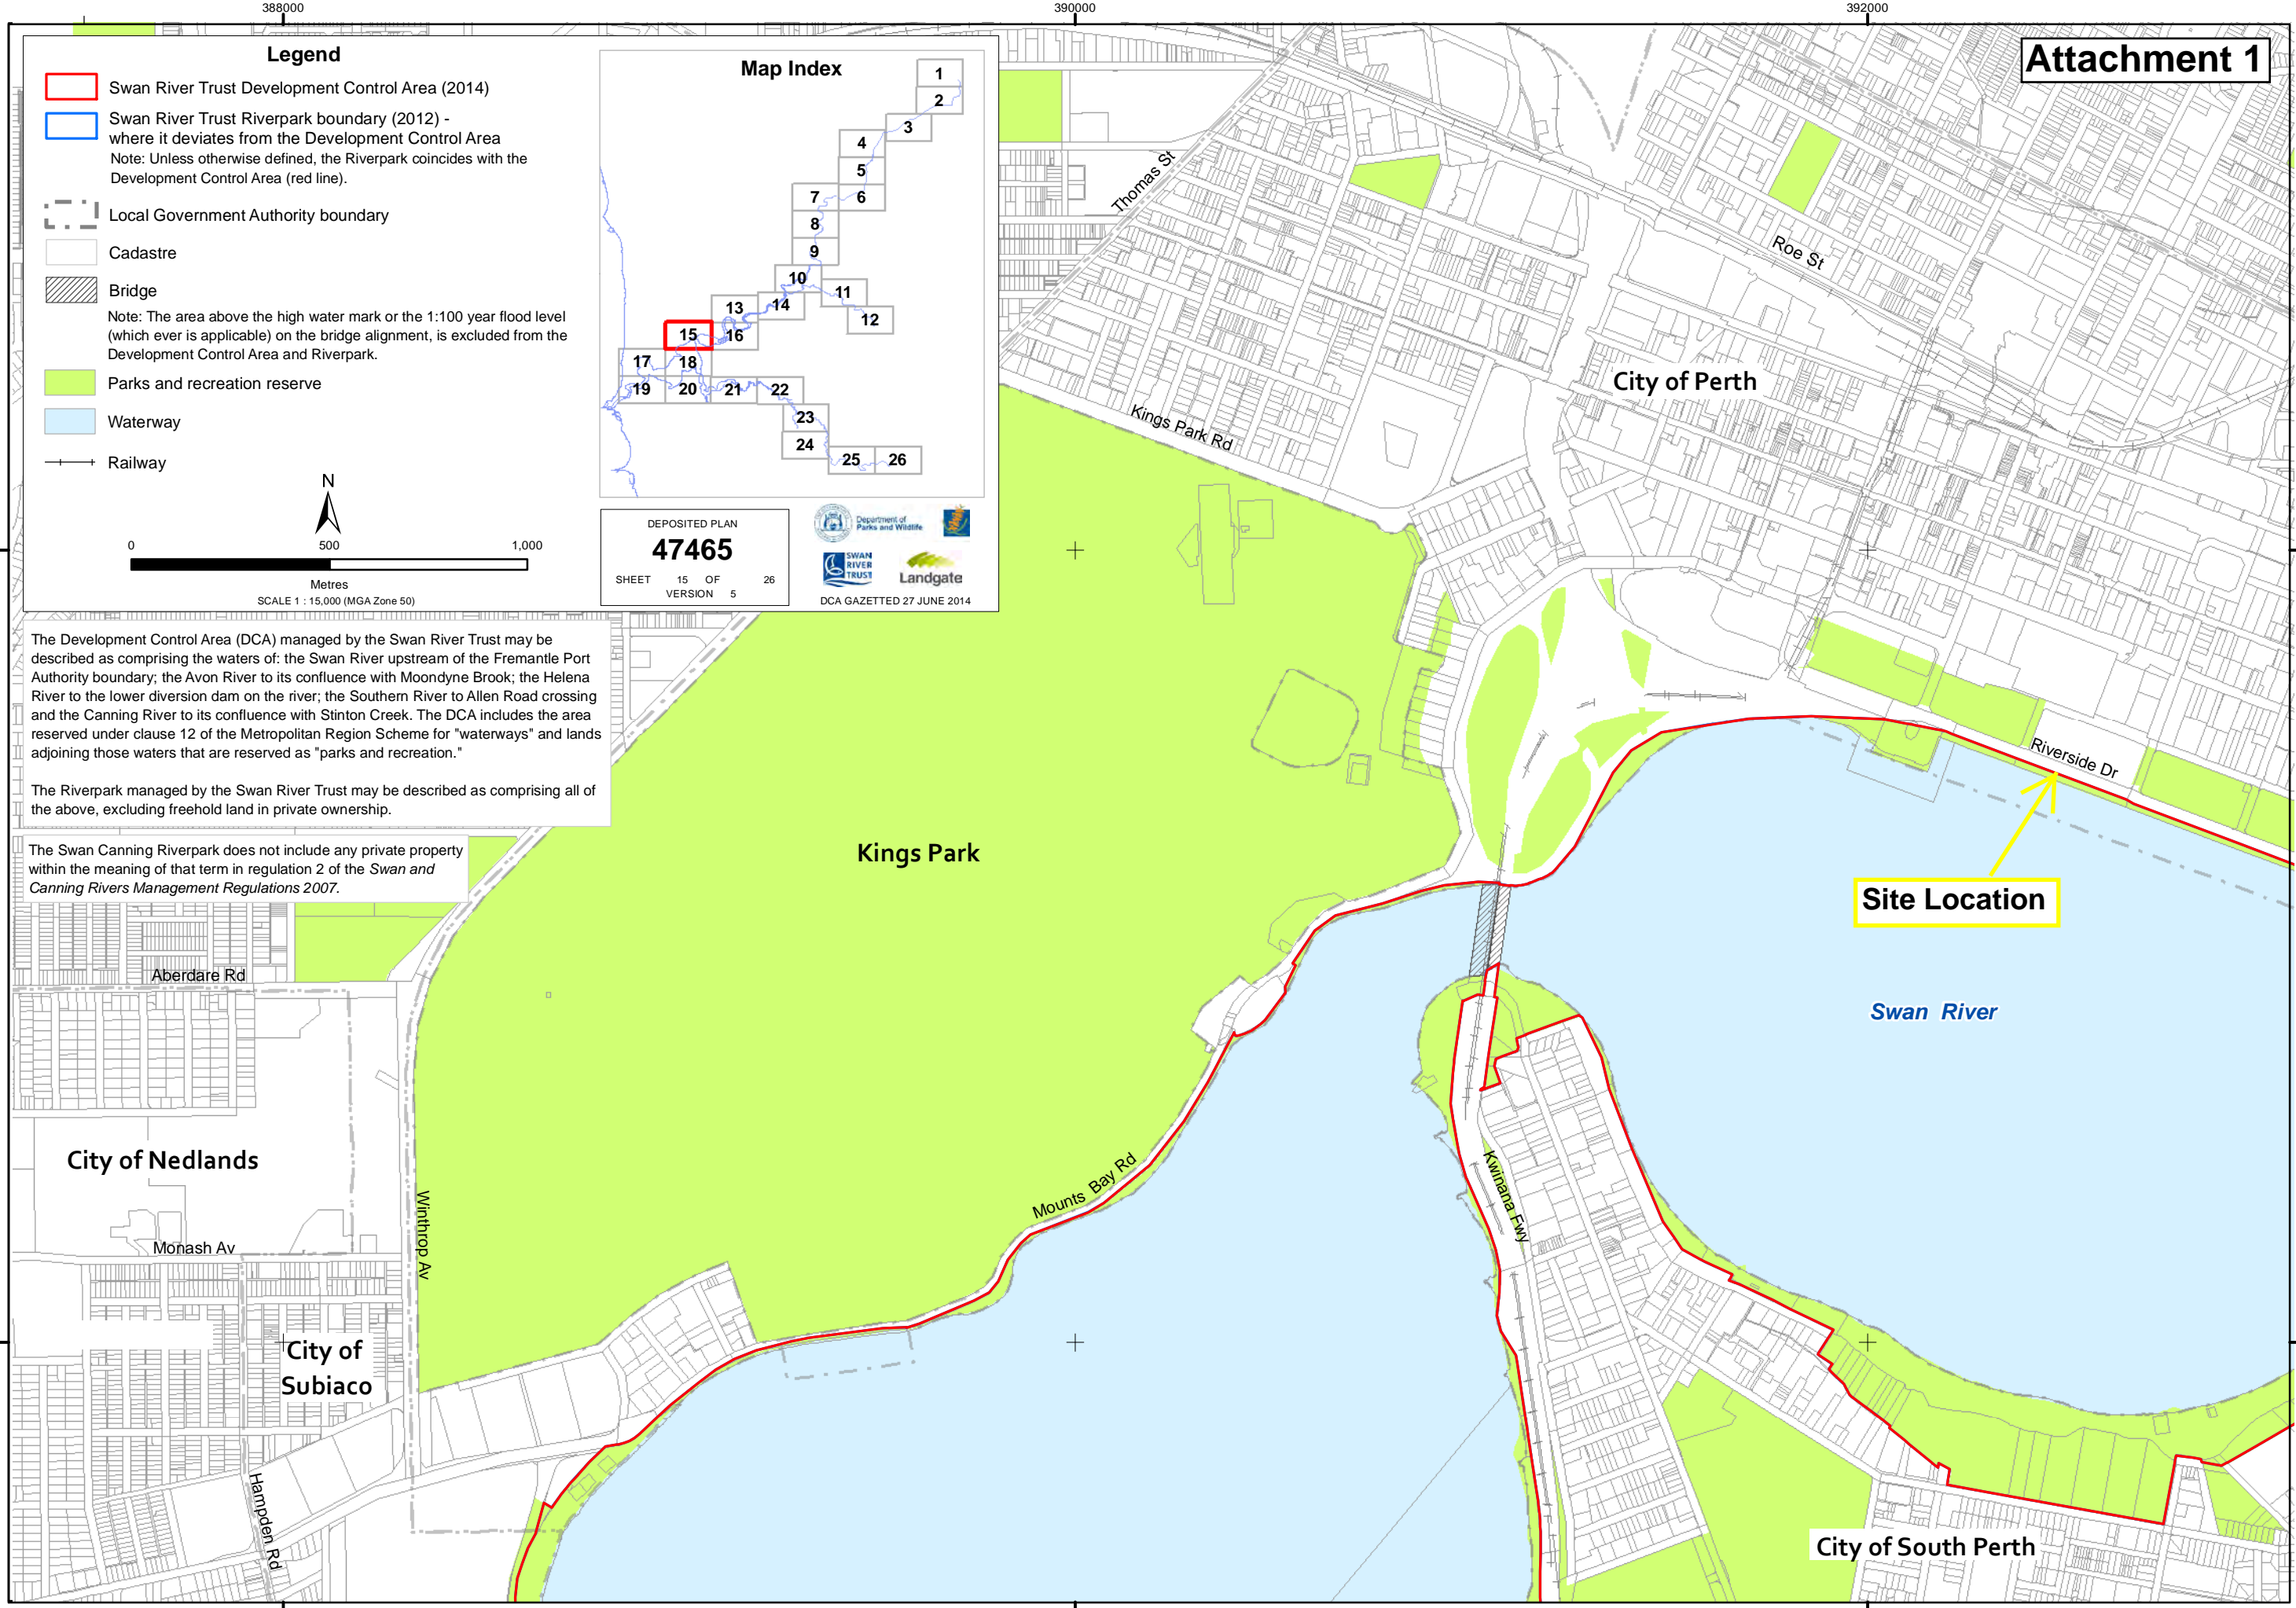 388000
390000
392000
Attachment 1
Legend
Swan River Trust Development Control Area (2014)
Swan River Trust Riverpark boundary (2012) -
where it deviates from the Development Control Area
Note: Unless otherwise defined, the Riverpark coincides with the
Development Control Area (red line).
Local Government Authority boundary
Cadastre
Bridge
Note: The area above the high water mark or the 1:100 year flood level
(which ever is applicable) on the bridge alignment, is excluded from the
Development Control Area and Riverpark.
Parks and recreation reserve
Waterway
Railway
N
0 500 1,000
Metres
SCALE 1 : 15,000 (MGA Zone 50)
Map Index
1
2
3
4
5
7 6
8
9
10
11
13 14
12
15 16
17 18
19 20 21 22
23
24
25 26
DEPOSITED PLAN
47465
SHEET 15 OF 26
VERSION 5
Department of
Parks and Wildlife
SWAN
RIVER
TRUST
Landgate
DCA GAZETTED 27 JUNE 2014
The Development Control Area (DCA) managed by the Swan River Trust may be
described as comprising the waters of: the Swan River upstream of the Fremantle Port
Authority boundary; the Avon River to its confluence with Moondyne Brook; the Helena
River to the lower diversion dam on the river; the Southern River to Allen Road crossing
and the Canning River to its confluence with Stinton Creek. The DCA includes the area
reserved under clause 12 of the Metropolitan Region Scheme for "waterways" and lands
adjoining those waters that are reserved as "parks and recreation."
The Riverpark managed by the Swan River Trust may be described as comprising all of
the above, excluding freehold land in private ownership.
The Swan Canning Riverpark does not include any private property
within the meaning of that term in regulation 2 of the Swan and
Canning Rivers Management Regulations 2007.
Thomas St
Roe St
City of Perth
Kings Park Rd
Riverside Dr
Kings Park
Site Location
Aberdare Rd
Swan River
City of Nedlands
Mounts Bay Rd
Kwinana Fwy
Winthrop Av
Monash Av
City of
Subiaco
Hampden Rd
City of South Perth